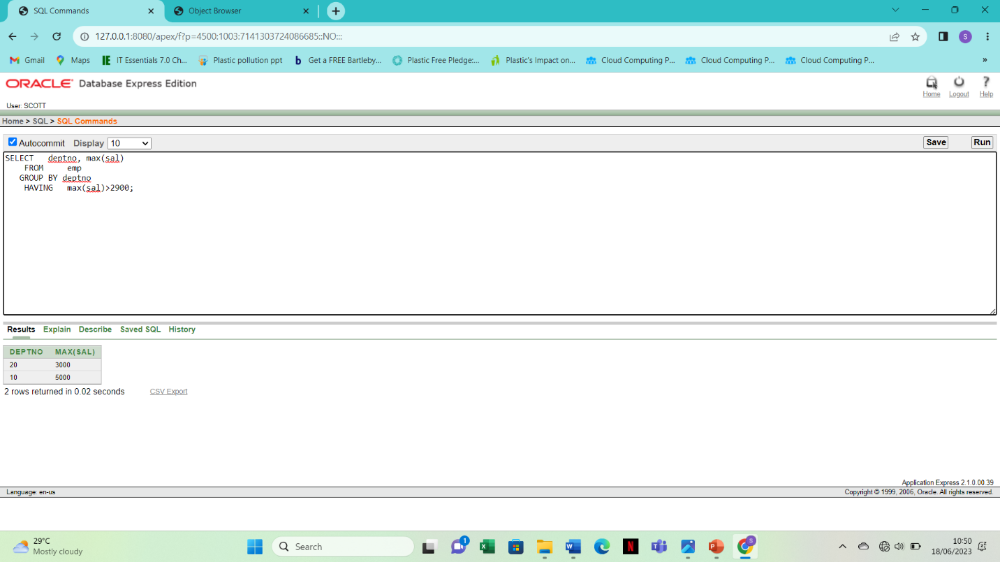 SQL Commands
Object Browser
127.0.0.1:8080/apex/f?p=4500:1003:7141303724086685::NO:::
S
Gmail
Maps
IE IT Essentials 7.0 Ch...
Plastic pollution ppt
b Get a FREE Bartleby...
Plastic Free Pledge:...
Plastic's Impact on...
Cloud Computing P...
Cloud Computing P...
Cloud Computing P...
»
ORACLE Database Express Edition
Home Logout Help
User: SCOTT
Home > SQL > SQL Commands
Autocommit Display 10 Save Run
SELECT deptno, max(sal)
FROM emp
GROUP BY deptno
HAVING max(sal)>2900;
Results Explain Describe Saved SQL History
DEPTNO MAX(SAL)
20 3000
10 5000
2 rows returned in 0.02 seconds CSV Export
Application Express 2.1.0.00.39
Language: en-us Copyright © 1999, 2006, Oracle. All rights reserved.
29°C
Mostly cloudy
Search
1
S
10:50
18/06/2023